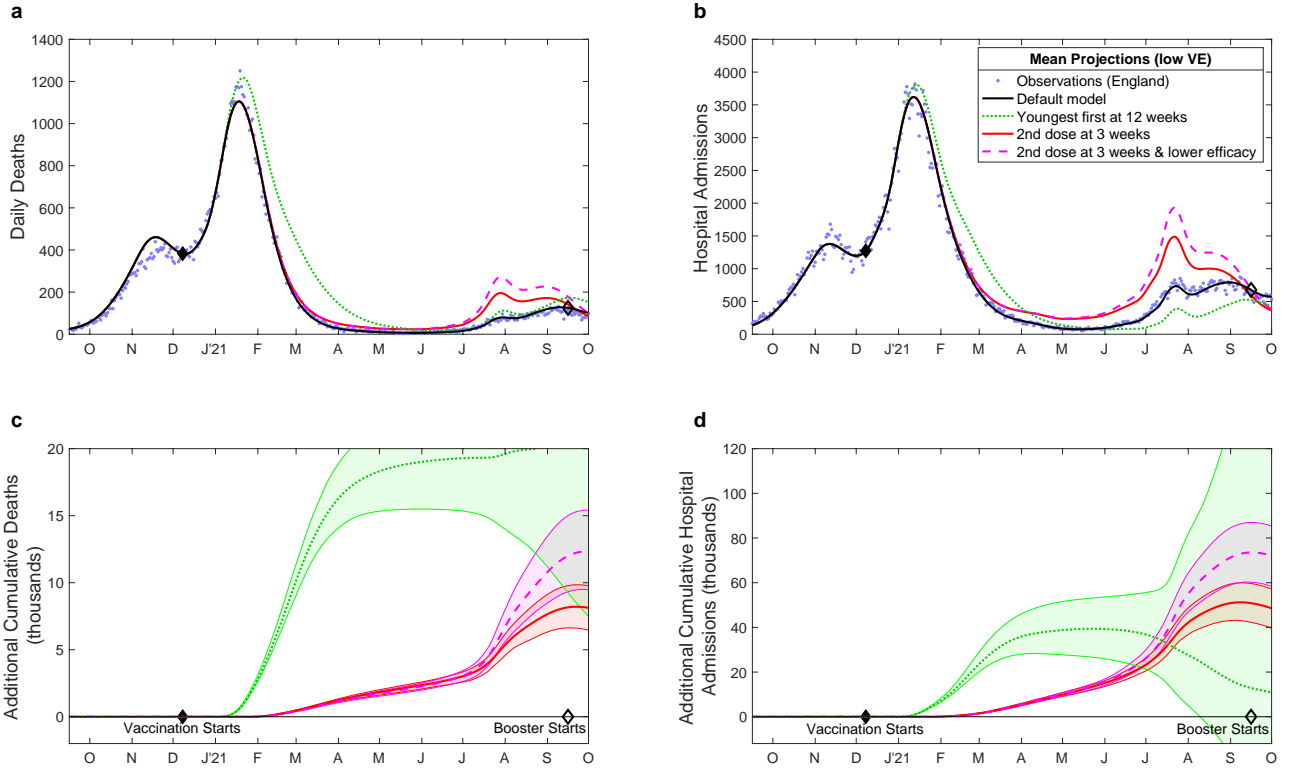 a
1400
1200
1000
800
600
400
200
0
Daily Deaths
O N D J'21 F M A M J J A S O
b
4500
4000
3500
3000
2500
2000
1500
1000
500
0
Hospital Admissions
Mean Projections (low VE)
Observations (England)
Default model
Youngest first at 12 weeks
2nd dose at 3 weeks
2nd dose at 3 weeks & lower efficacy
O N D J'21 F M A M J J A S O
c
20
15
10
5
0
Additional Cumulative Deaths
(thousands)
Vaccination Starts
Booster Starts
O N D J'21 F M A M J J A S O
d
120
100
80
60
40
20
0
Additional Cumulative Hospital
Admissions (thousands)
Vaccination Starts
Booster Starts
O N D J'21 F M A M J J A S O